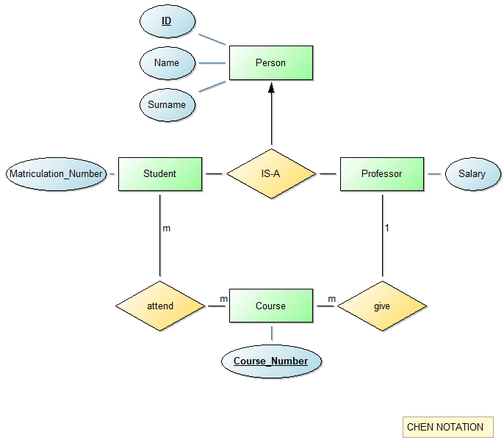 ID
Name
Person
Surname
Matriculation_Number
Student
IS-A
Professor
Salary
m
1
attend
m
Course
m
give
Course_Number
CHEN NOTATION